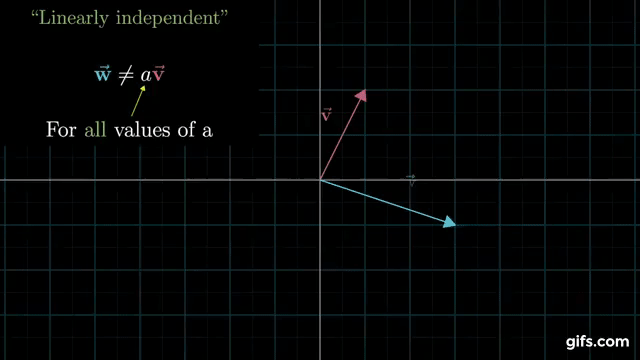 “Linearly independent”
w⃗ ≠ av⃗
For all values of a
v⃗
gifs.com